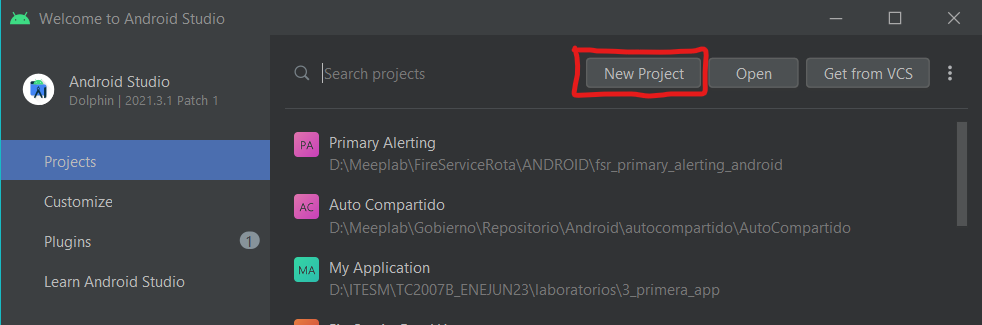 Welcome to Android Studio
Android Studio
Dolphin | 2021.3.1 Patch 1
Projects
Customize
Plugins
1
Learn Android Studio
Search projects
New Project
Open
Get from VCS
PA
Primary Alerting
D:\Meeplab\FireServiceRota\ANDROID\fsr_primary_alerting_android
AC
Auto Compartido
D:\Meeplab\Gobierno\Repositorio\Android\autocompartido\AutoCompartido
MA
My Application
D:\ITESM\TC2007B_ENEJUN23\laboratorios\3_primera_app